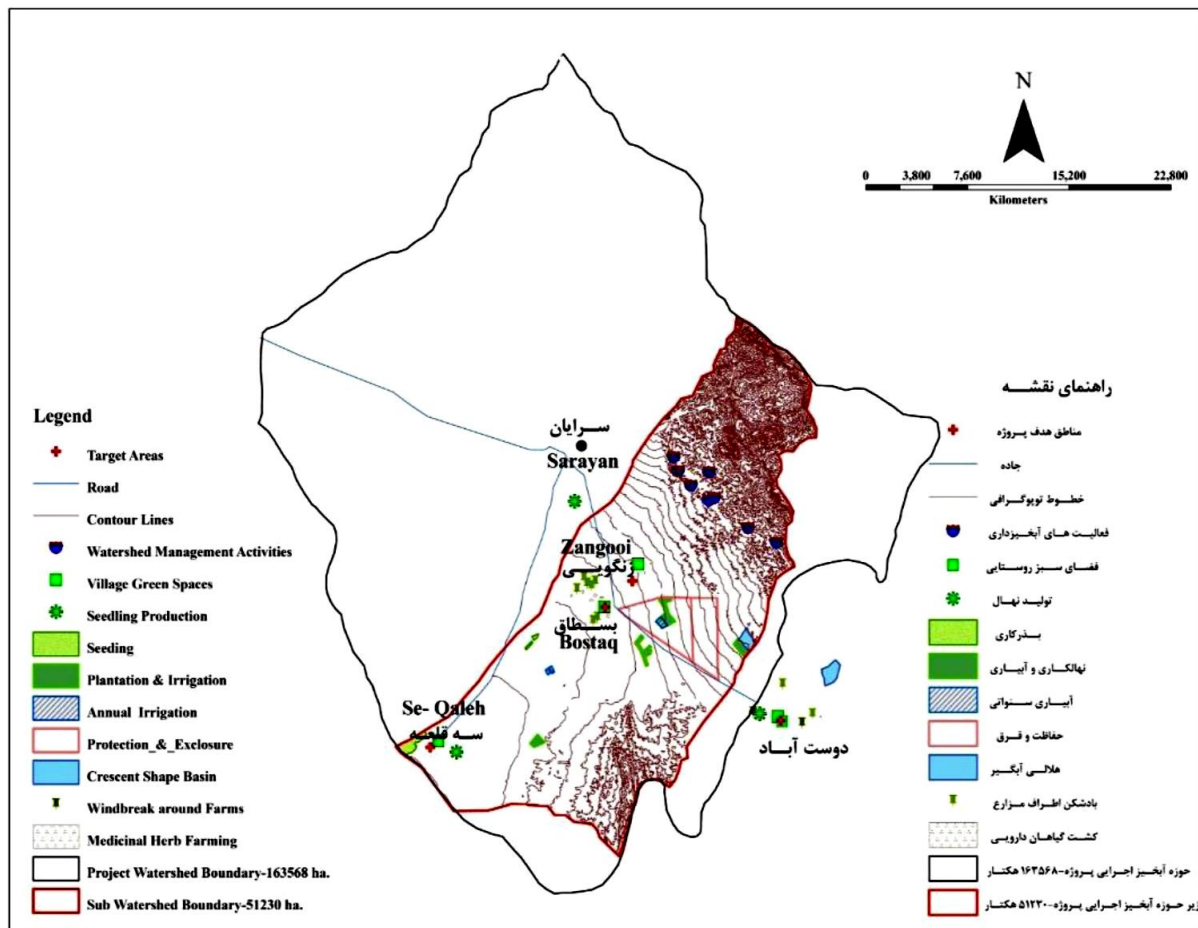 N
0 3,800 7,600 15,200 22,800
Kilometers
سرایان
Sarayan
Zangooi
زنگویی
بسطاق
Bostaq
Se- Qaleh
سه قلعه
دوست آباد
Legend
Target Areas
Road
Contour Lines
Watershed Management Activities
Village Green Spaces
Seedling Production
Seeding
Plantation & Irrigation
Annual Irrigation
Protection_&_Exclosure
Crescent Shape Basin
Windbreak around Farms
Medicinal Herb Farming
Project Watershed Boundary-163568 ha.
Sub Watershed Boundary-51230 ha.
راهنمای نقشه
مناطق هدف پروژه
جاده
خطوط توپوگرافی
فعالیت های آبخیزداری
فضای سبز روستایی
تولید نهال
بذرکاری
نهالکاری و آبیاری
آبیاری سنواتی
حفاظت و قرق
هلالی آبگیر
بادشکن اطراف مزارع
کشت گیاهان دارویی
حوزه آبخیز اجرایی پروژه-۱۶۳۵۶۸ هکتار
زیر حوزه آبخیز اجرایی پروژه-۵۱۲۳۰ هکتار